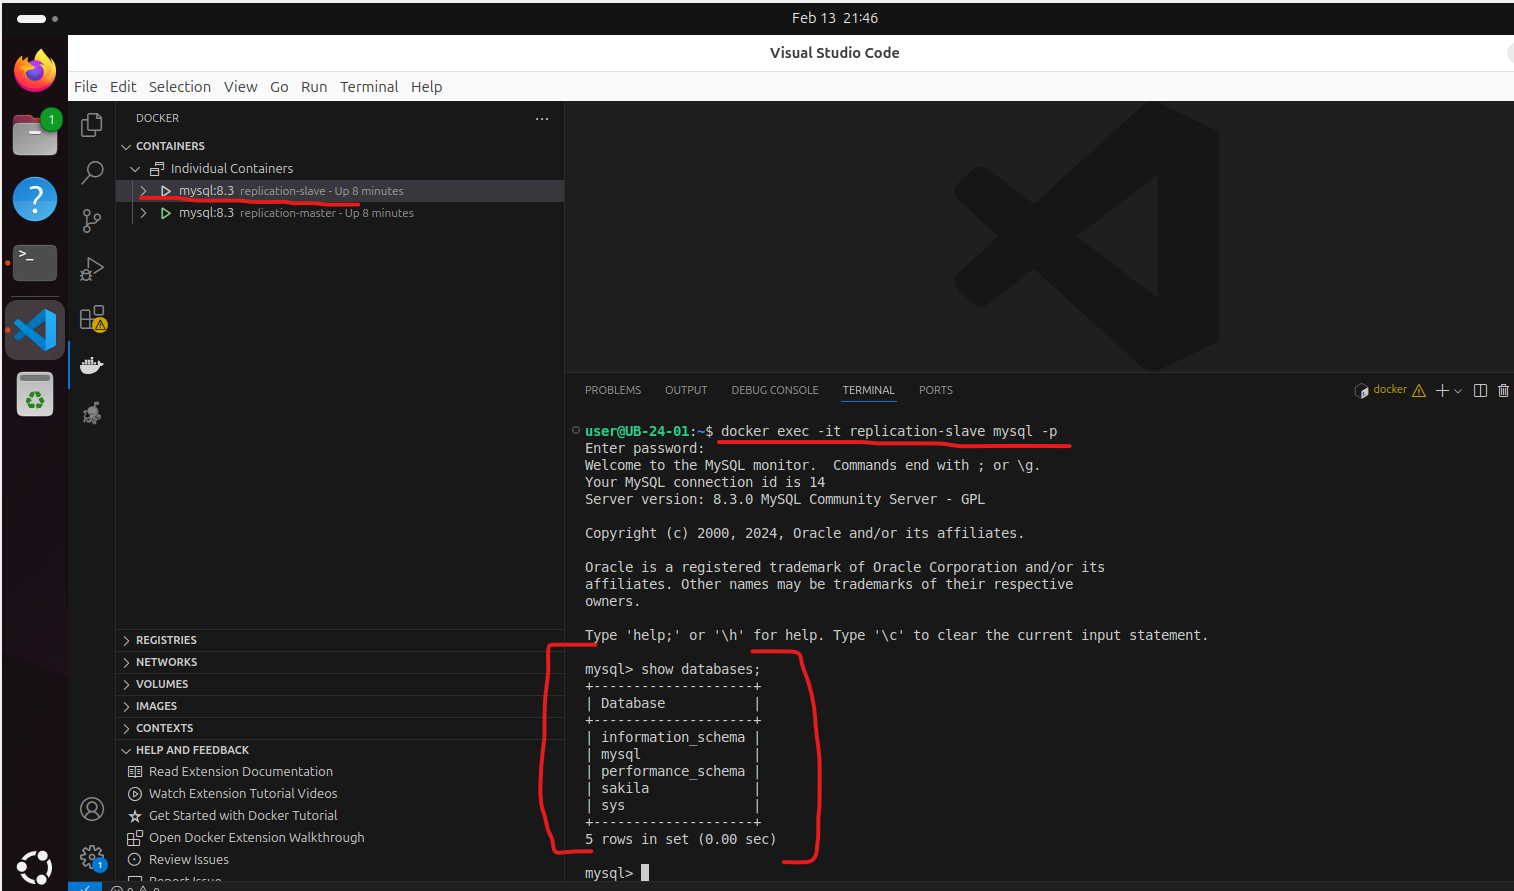 Feb 13 21:46
Visual Studio Code
File Edit Selection View Go Run Terminal Help
1
?
>_
DOCKER
CONTAINERS
Individual Containers
mysql:8.3 replication-slave - Up 8 minutes
mysql:8.3 replication-master - Up 8 minutes
REGISTRIES
NETWORKS
VOLUMES
IMAGES
CONTEXTS
HELP AND FEEDBACK
Read Extension Documentation
Watch Extension Tutorial Videos
Get Started with Docker Tutorial
Open Docker Extension Walkthrough
Review Issues
Report Issue
1
PROBLEMS OUTPUT DEBUG CONSOLE TERMINAL PORTS
docker
user@UB-24-01:~$ docker exec -it replication-slave mysql -p
Enter password:
Welcome to the MySQL monitor.  Commands end with ; or \g.
Your MySQL connection id is 14
Server version: 8.3.0 MySQL Community Server - GPL
Copyright (c) 2000, 2024, Oracle and/or its affiliates.
Oracle is a registered trademark of Oracle Corporation and/or its
affiliates. Other names may be trademarks of their respective
owners.
Type 'help;' or '\h' for help. Type '\c' to clear the current input statement.
mysql> show databases;
+--------------------+
| Database           |
+--------------------+
| information_schema |
| mysql              |
| performance_schema |
| sakila             |
| sys                |
+--------------------+
5 rows in set (0.00 sec)
mysql>